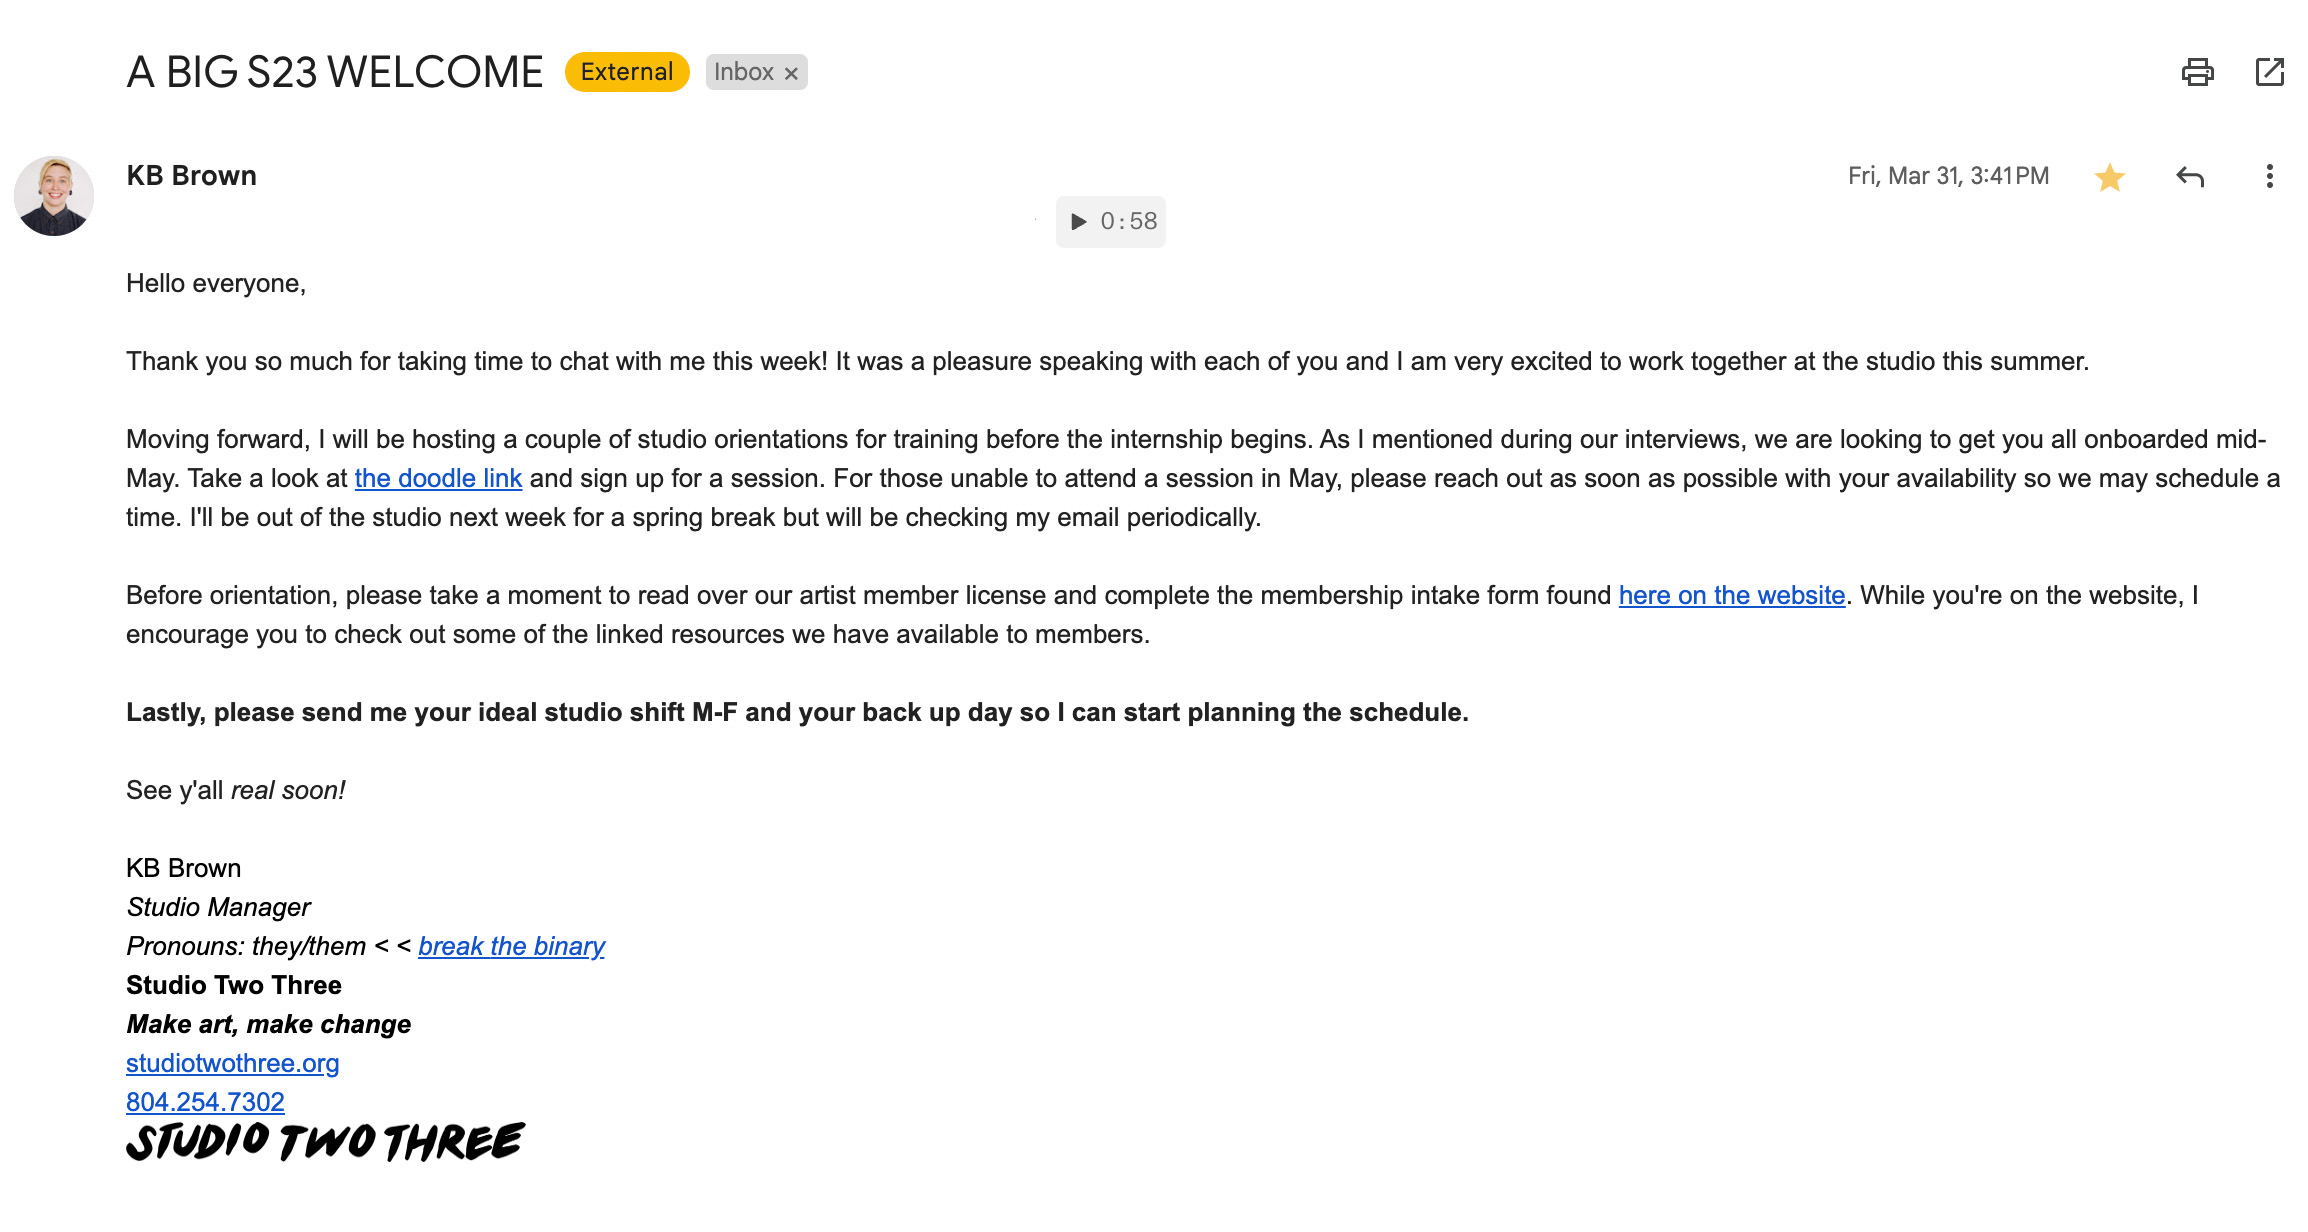 A BIG S23 WELCOME External Inbox ×
KB Brown Fri, Mar 31, 3:41 PM
0:58
Hello everyone,
Thank you so much for taking time to chat with me this week! It was a pleasure speaking with each of you and I am very excited to work together at the studio this summer.
Moving forward, I will be hosting a couple of studio orientations for training before the internship begins. As I mentioned during our interviews, we are looking to get you all onboarded mid-
May. Take a look at the doodle link and sign up for a session. For those unable to attend a session in May, please reach out as soon as possible with your availability so we may schedule a
time. I'll be out of the studio next week for a spring break but will be checking my email periodically.
Before orientation, please take a moment to read over our artist member license and complete the membership intake form found here on the website. While you're on the website, I
encourage you to check out some of the linked resources we have available to members.
Lastly, please send me your ideal studio shift M-F and your back up day so I can start planning the schedule.
See y'all real soon!
KB Brown
Studio Manager
Pronouns: they/them < < break the binary
Studio Two Three
Make art, make change
studiotwothree.org
804.254.7302
STUDIO TWO THREE